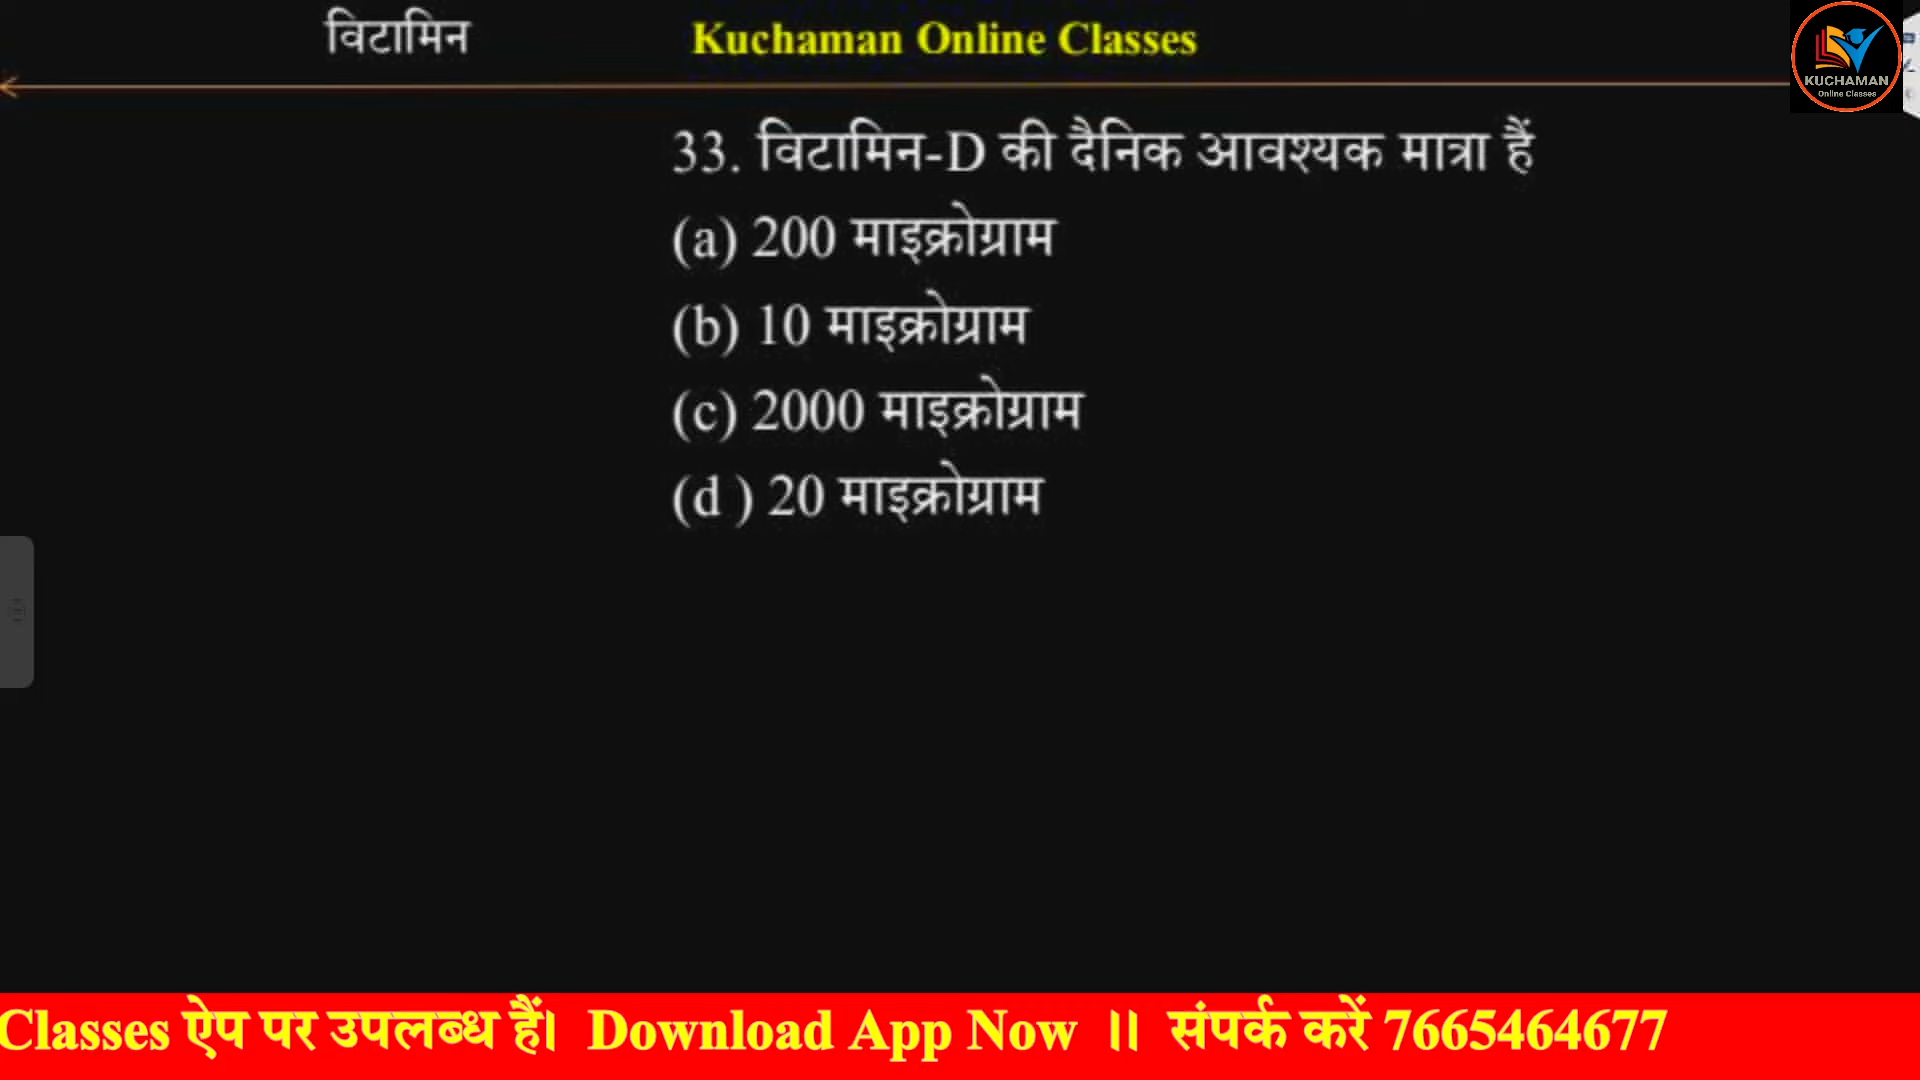 विटामिन
Kuchaman Online Classes
KUCHAMAN
Online Classes
33. विटामिन-D की दैनिक आवश्यक मात्रा हैं
(a) 200 माइक्रोग्राम
(b) 10 माइक्रोग्राम
(c) 2000 माइक्रोग्राम
(d ) 20 माइक्रोग्राम
Classes ऐप पर उपलब्ध हैं। Download App Now ।। संपर्क करें 7665464677